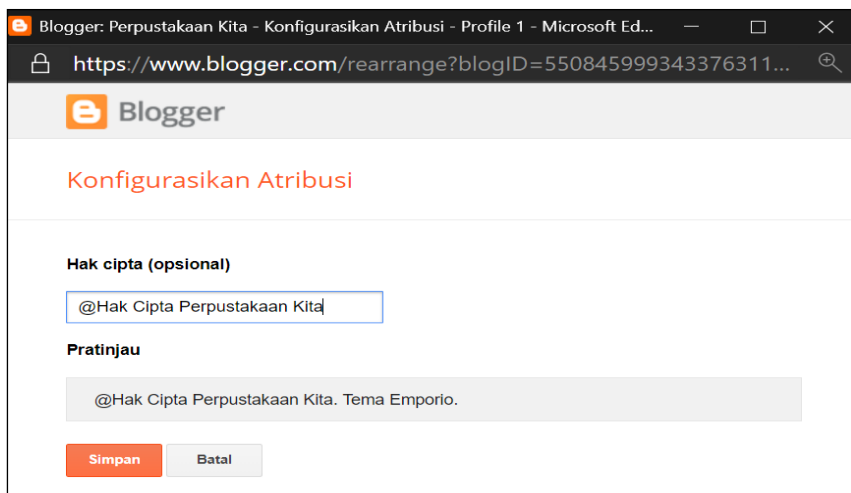 Blogger: Perpustakaan Kita - Konfigurasikan Atribusi - Profile 1 - Microsoft Ed...
https://www.blogger.com/rearrange?blogID=550845999343376311...
Blogger
Konfigurasikan Atribusi
Hak cipta (opsional)
@Hak Cipta Perpustakaan Kita
Pratinjau
@Hak Cipta Perpustakaan Kita. Tema Emporio.
Simpan Batal